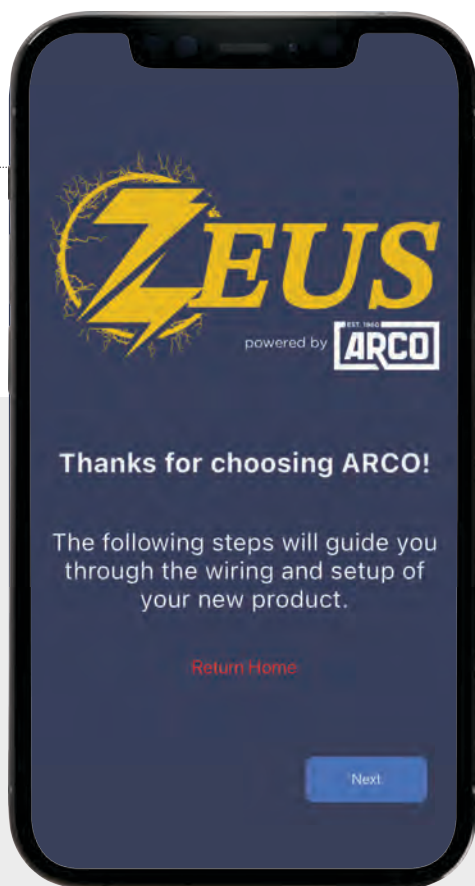 ZEUS
powered by
EST. 1960
ARCO
Thanks for choosing ARCO!
The following steps will guide you
through the wiring and setup of
your new product.
Return Home
Next